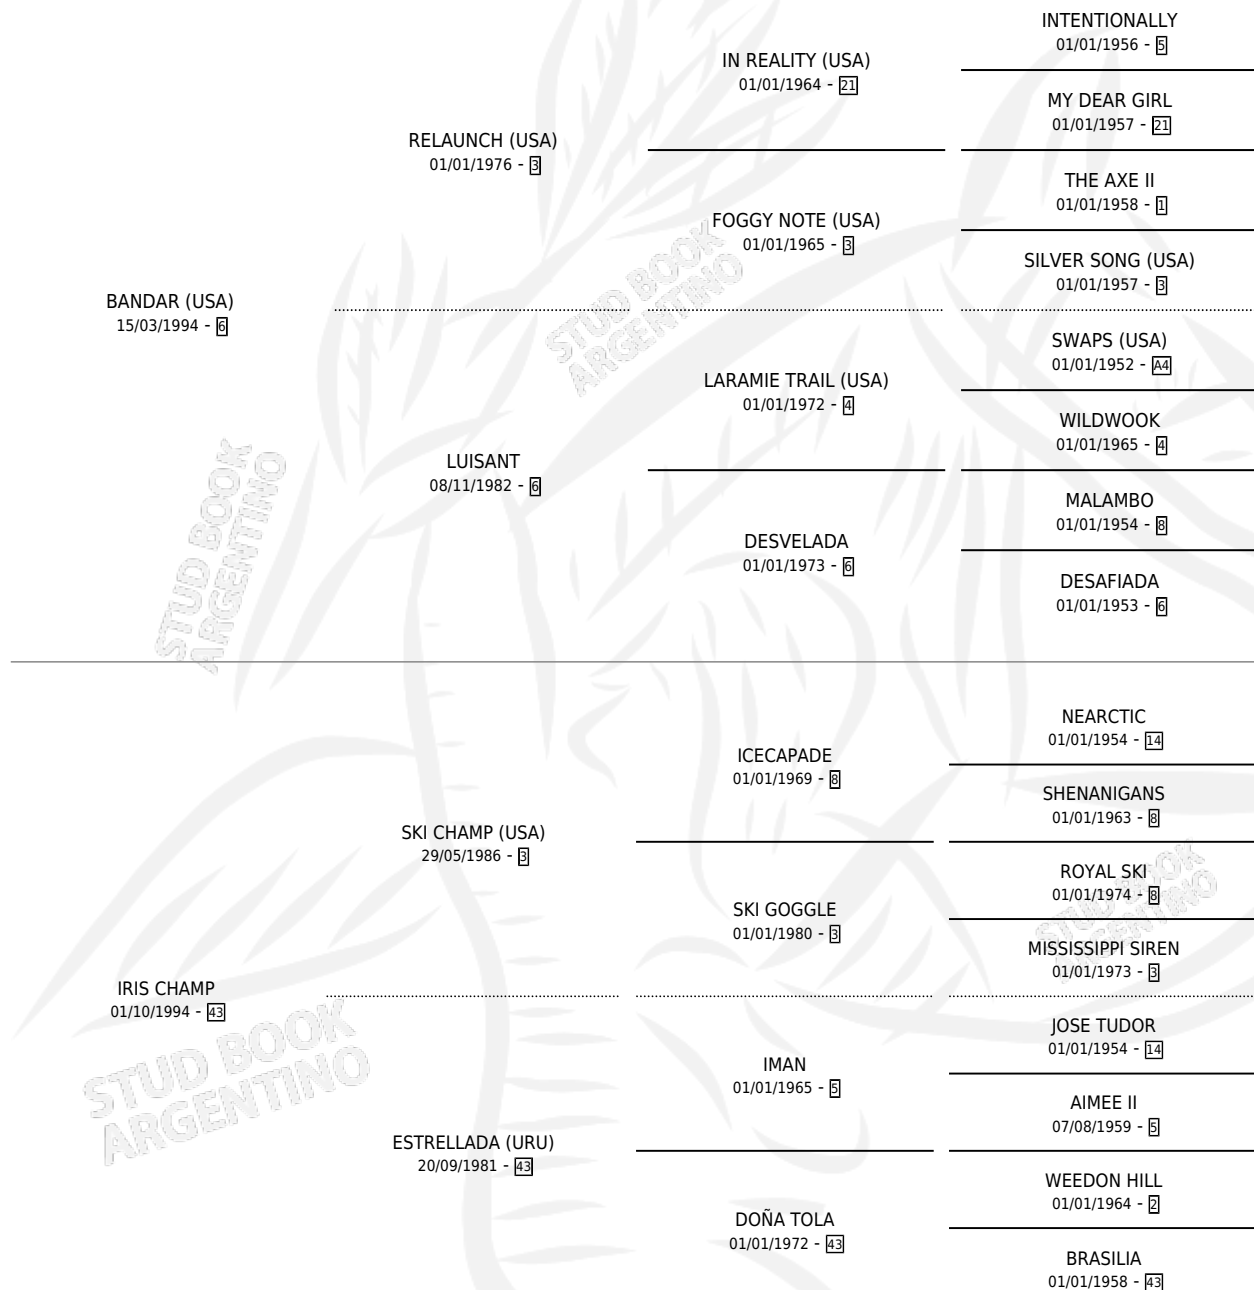 INTENTIONALLY
01/01/1956 - 5
IN REALITY (USA)
01/01/1964 - 21
MY DEAR GIRL
01/01/1957 - 21
RELAUNCH (USA)
01/01/1976 - 3
THE AXE II
01/01/1958 - 1
FOGGY NOTE (USA)
01/01/1965 - 3
SILVER SONG (USA)
01/01/1957 - 3
BANDAR (USA)
15/03/1994 - 6
SWAPS (USA)
01/01/1952 - A4
LARAMIE TRAIL (USA)
01/01/1972 - 4
WILDWOOK
01/01/1965 - 4
LUISANT
08/11/1982 - 6
MALAMBO
01/01/1954 - 8
DESVELADA
01/01/1973 - 6
DESAFIADA
01/01/1953 - 6
NEARCTIC
01/01/1954 - 14
ICECAPADE
01/01/1969 - 8
SHENANIGANS
01/01/1963 - 8
SKI CHAMP (USA)
29/05/1986 - 3
ROYAL SKI
01/01/1974 - 8
SKI GOGGLE
01/01/1980 - 3
MISSISSIPPI SIREN
01/01/1973 - 3
IRIS CHAMP
01/10/1994 - 43
JOSE TUDOR
01/01/1954 - 14
IMAN
01/01/1965 - 5
AIMEE II
07/08/1959 - 5
ESTRELLADA (URU)
20/09/1981 - 43
WEEDON HILL
01/01/1964 - 2
DOÑA TOLA
01/01/1972 - 43
BRASILIA
01/01/1958 - 43
STUD BOOK
ARGENTINO
STUD BOOK
ARGENTINO
STUD BOOK
ARGENTINO
STUD BOOK
ARGENTINO